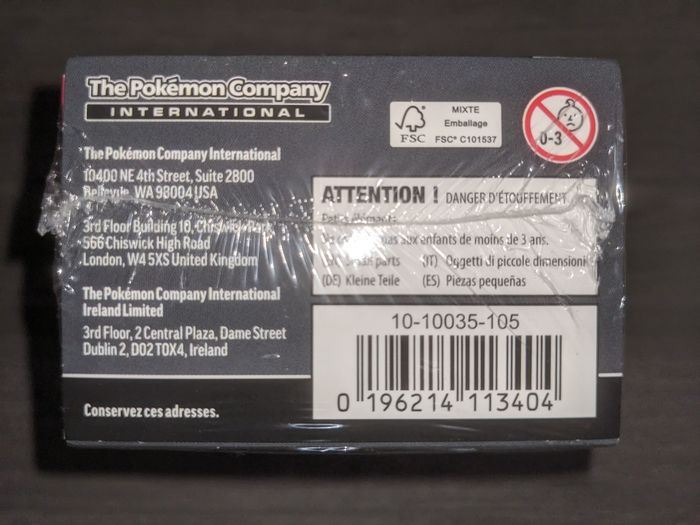 The Pokémon Company
INTERNATIONAL
The Pokémon Company International
10400 NE 4th Street, Suite 2800
Bellevue, WA 98004 USA
3rd Floor Building 10, Chiswick Park
566 Chiswick High Road
London, W4 5XS United Kingdom
The Pokémon Company International
Ireland Limited
3rd Floor, 2 Central Plaza, Dame Street
Dublin 2, D02 T0X4, Ireland
Conservez ces adresses.
FSC
MIXTE
Emballage
FSC® C101537
0-3
ATTENTION ! DANGER D'ÉTOUFFEMENT
Petits éléments.
pas aux enfants de moins de 3 ans.
parts (IT) Oggetti di piccole dimensioni
(DE) Kleine Teile (ES) Piezas pequeñas
10-10035-105
0 196214 113404